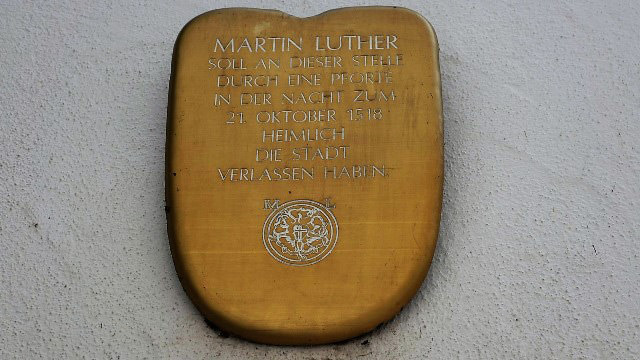 MARTIN LUTHER
SOLL AN DIESER STELLE
DURCH EINE PFORTE
IN DER NACHT ZUM
21. OKTOBER 1518
HEIMLICH
DIE STADT
VERLASSEN HABEN.
M L